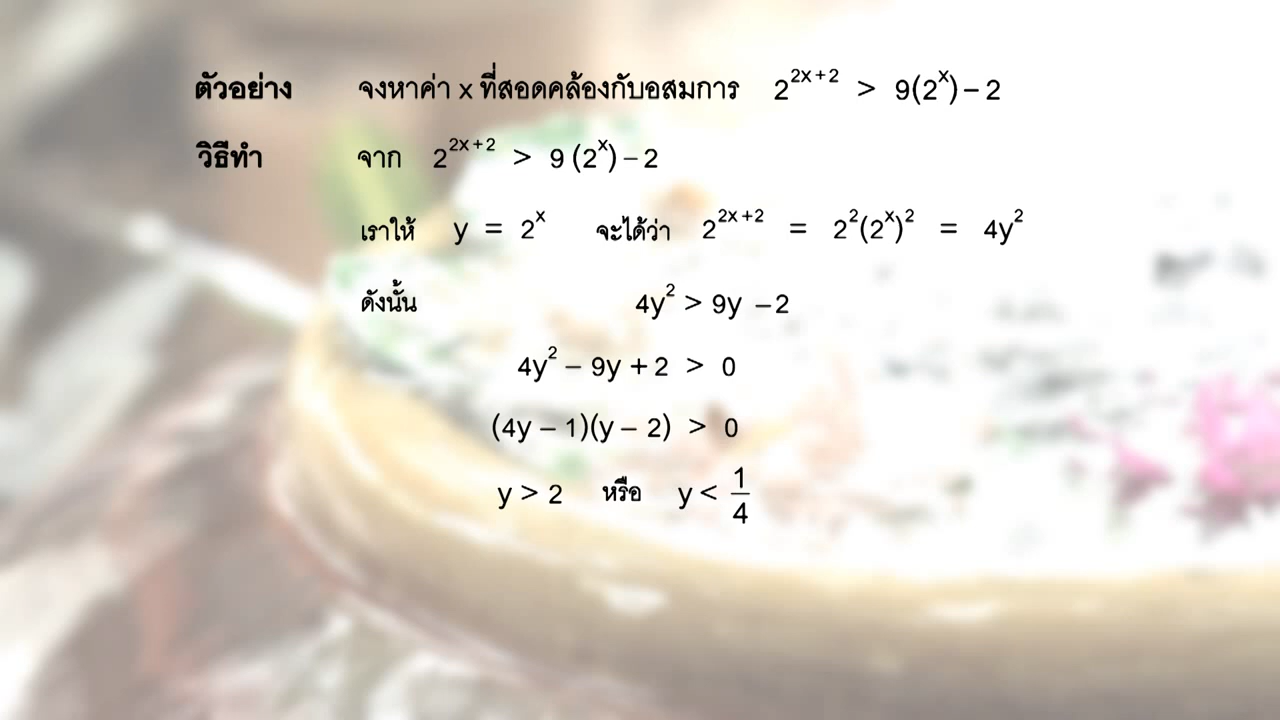 ตัวอย่าง จงหาค่า x ที่สอดคล้องกับอสมการ 2^{2x+2} > 9(2^x) – 2
วิธีทำ จาก 2^{2x+2} > 9(2^x) – 2
เราให้ y = 2^x จะได้ว่า 2^{2x+2} = 2^2(2^x)^2 = 4y^2
ดังนั้น 4y^2 > 9y – 2
4y^2 – 9y + 2 > 0
(4y – 1)(y – 2) > 0
y > 2 หรือ y < 1/4